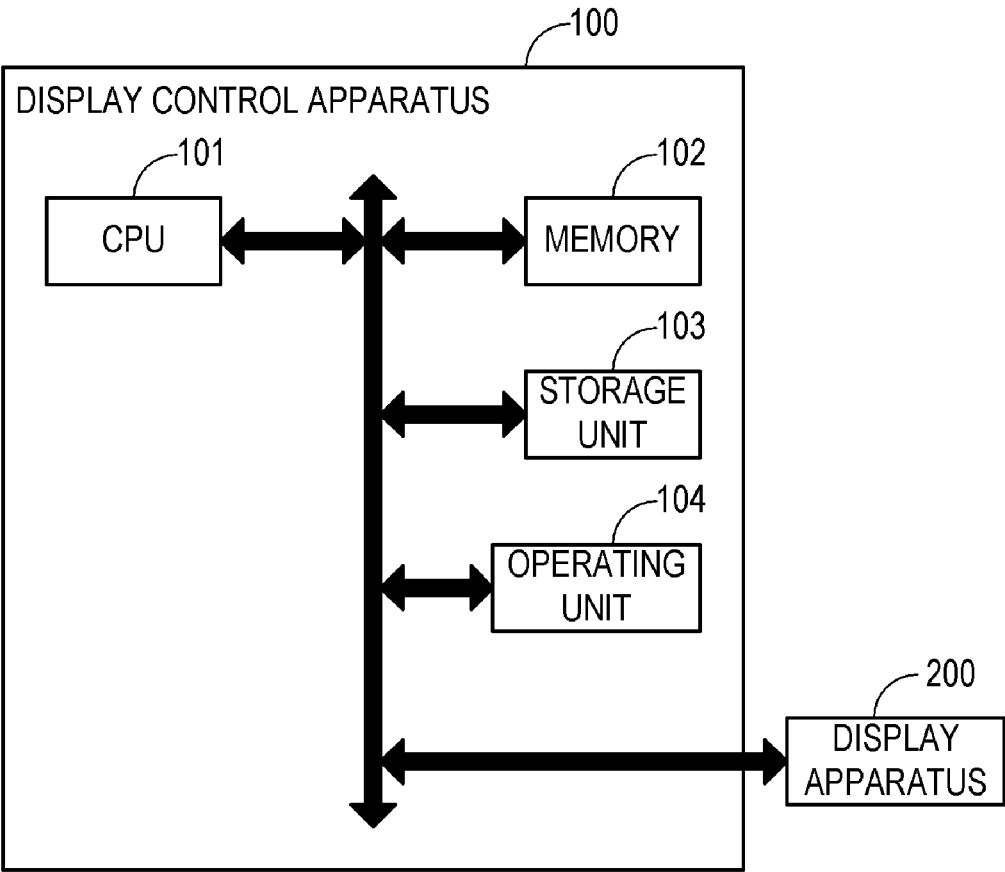 100
DISPLAY CONTROL APPARATUS
101
CPU
102
MEMORY
103
STORAGE
UNIT
104
OPERATING
UNIT
200
DISPLAY
APPARATUS